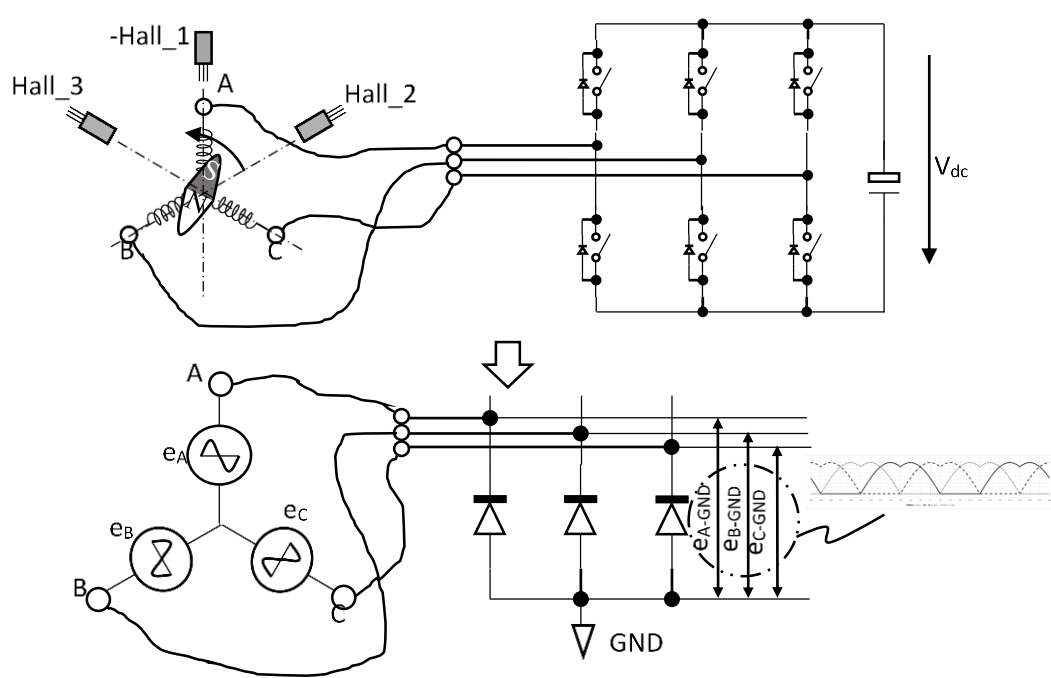 -Hall_1
Hall_3
A
Hall_2
S
N
B
C
Vdc
A
eA
eB
eC
B
C
eA-GND
eB-GND
eC-GND
GND